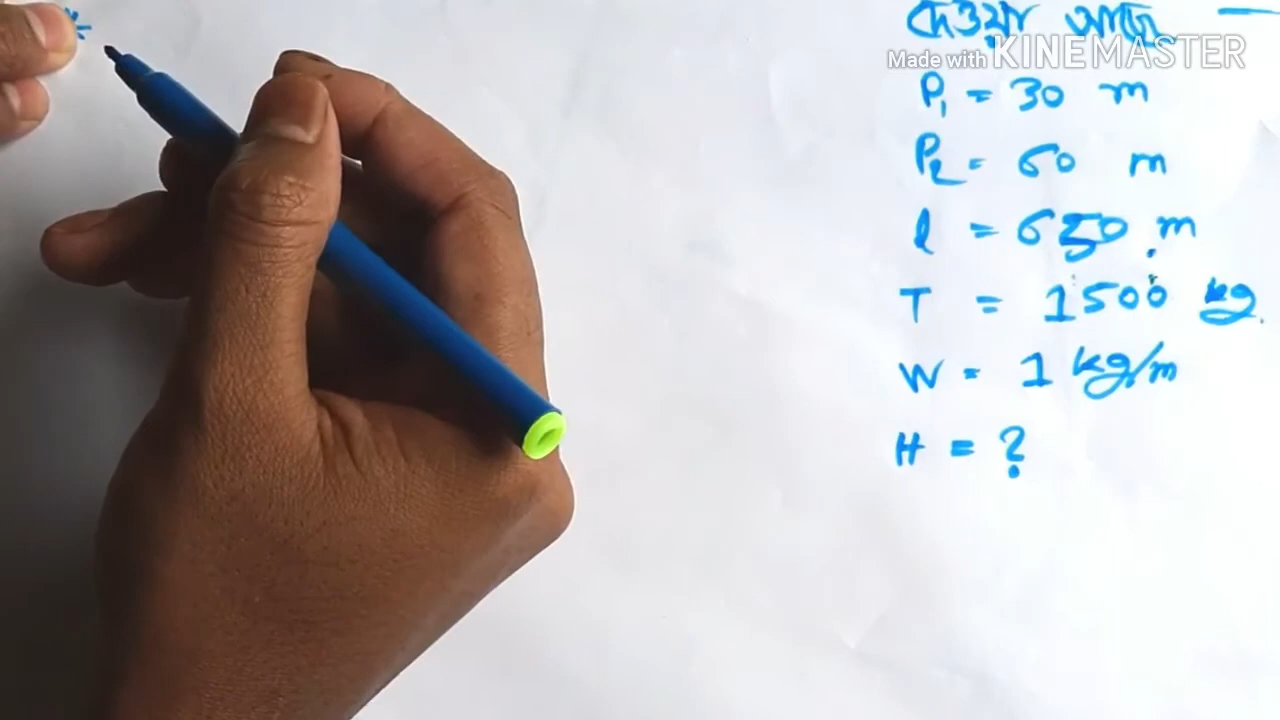 দেওয়া আছে —
Made with KINEMASTER
P₁ = 30 m
P₂ = 60 m
l = 650 m
T = 1500 kg.
W = 1 kg/m
H = ?